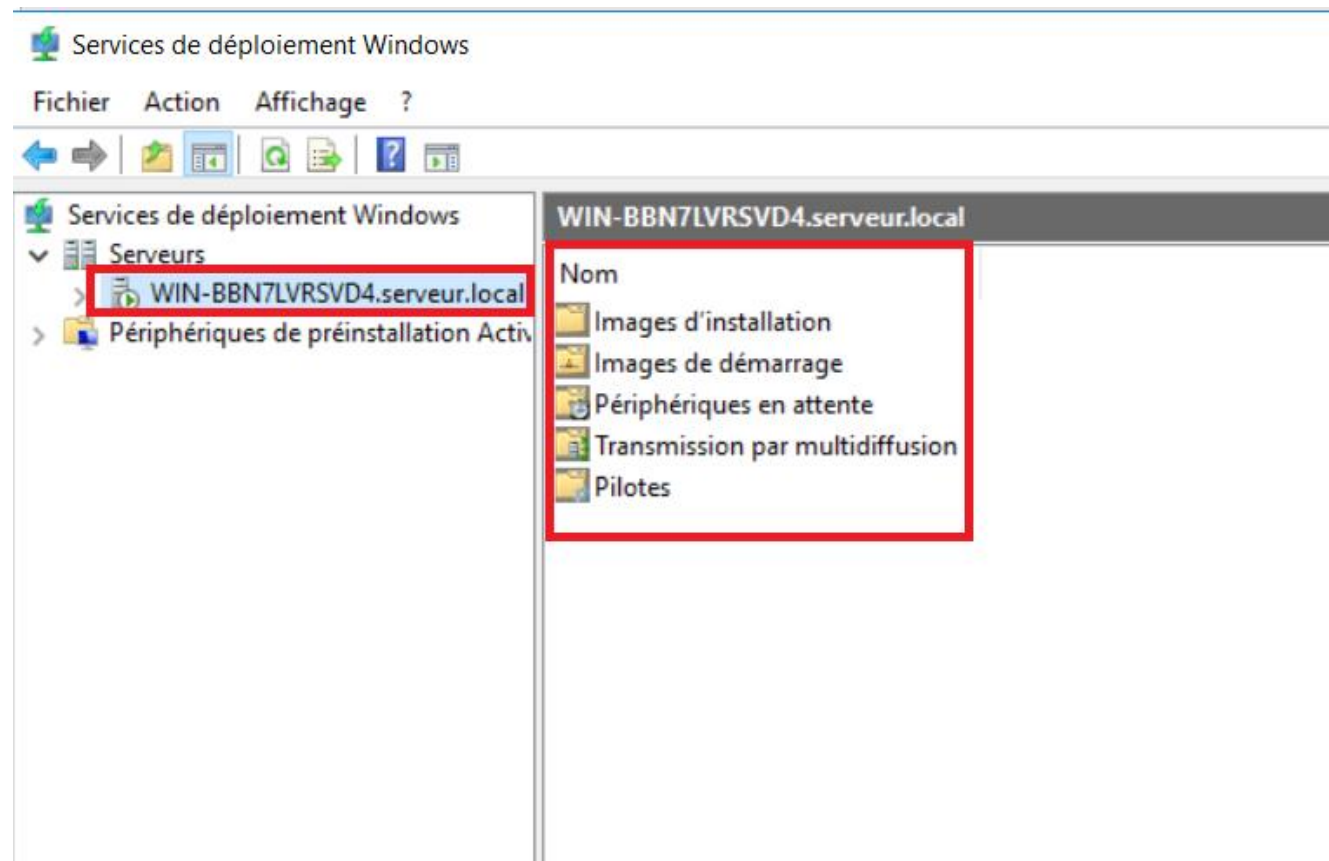 Services de déploiement Windows
Fichier Action Affichage ?
Services de déploiement Windows
Serveurs
WIN-BBN7LVRSVD4.serveur.local
Périphériques de préinstallation Activ
WIN-BBN7LVRSVD4.serveur.local
Nom
Images d'installation
Images de démarrage
Périphériques en attente
Transmission par multidiffusion
Pilotes